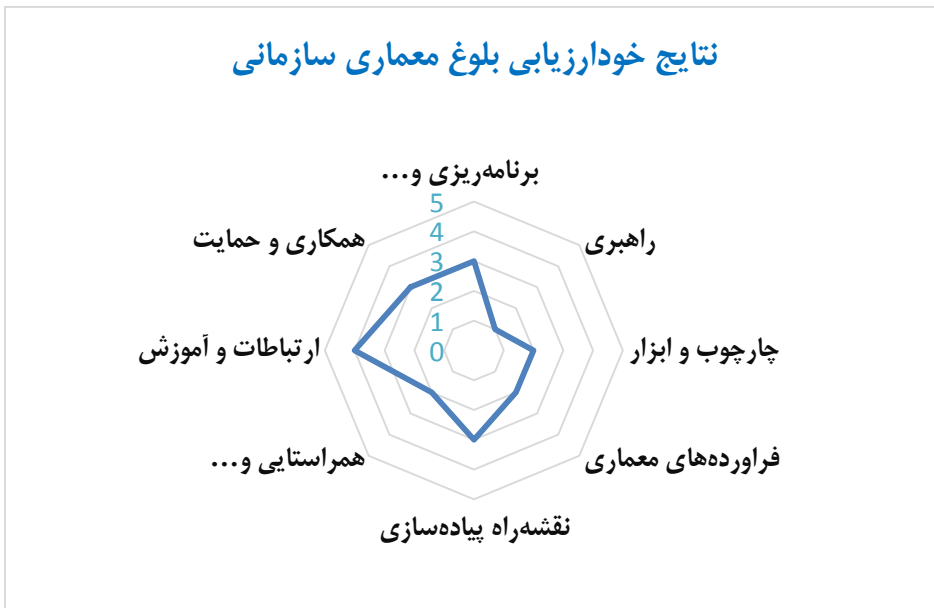 نتایج خودارزیابی بلوغ معماری سازمانی
برنامه‌ریزی و...
راهبری
چارچوب و ابزار
فراورده‌های معماری
نقشه‌راه پیاده‌سازی
همراستایی و...
ارتباطات و آموزش
همکاری و حمایت
5
4
3
2
1
0